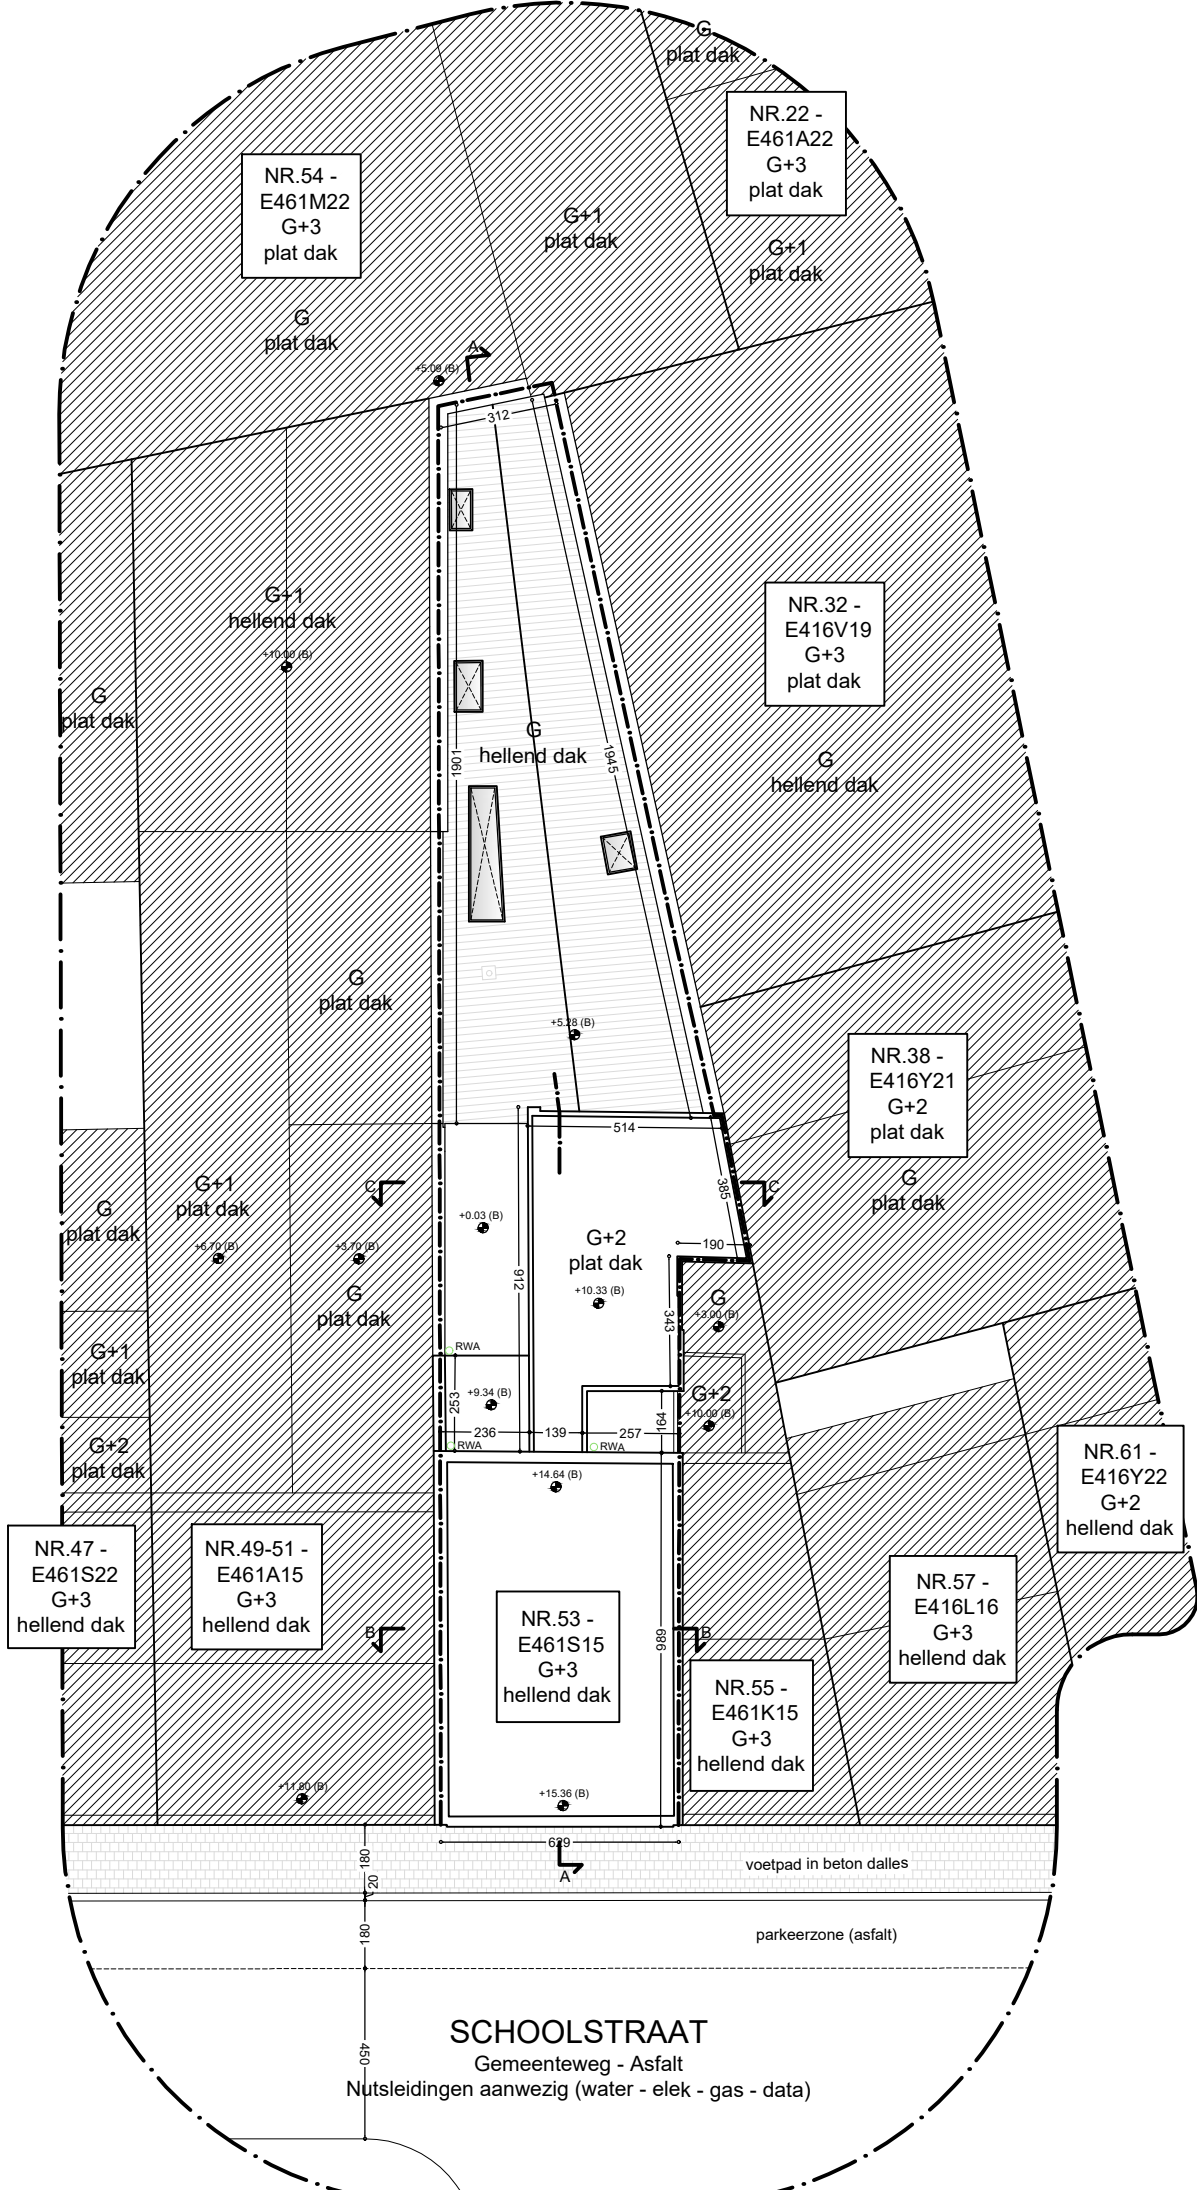 G
plat dak
NR.22 -
E461A22
G+3
plat dak
NR.54 -
E461M22
G+3
plat dak
G+1
plat dak
G+1
plat dak
G
plat dak
A
+5.09 (B)
312
G+1
hellend dak
+10.00 (B)
NR.32 -
E416V19
G+3
plat dak
G
plat dak
G
hellend dak
1901
1945
G
hellend dak
G
plat dak
+5.28 (B)
NR.38 -
E416Y21
G+2
plat dak
514
G
plat dak
C
385
C
G+1
plat dak
G
plat dak
+0.03 (B)
G+2
plat dak
190
+6.70 (B)
+3.70 (B)
912
+10.33 (B)
G
plat dak
G
+3.00 (B)
343
RWA
G+1
plat dak
253
+9.34 (B)
G+2
+10.00 (B)
164
236
139
257
RWA
RWA
G+2
plat dak
+14.64 (B)
NR.61 -
E416Y22
G+2
hellend dak
NR.47 -
E461S22
G+3
hellend dak
NR.49-51 -
E461A15
G+3
hellend dak
NR.57 -
E416L16
G+3
hellend dak
NR.53 -
E461S15
G+3
hellend dak
B
989
B
NR.55 -
E461K15
G+3
hellend dak
+11.80 (B)
+15.36 (B)
629
A
180
20
voetpad in beton dalles
180
parkeerzone (asfalt)
450
SCHOOLSTRAAT
Gemeenteweg - Asfalt
Nutsleidingen aanwezig (water - elek - gas - data)